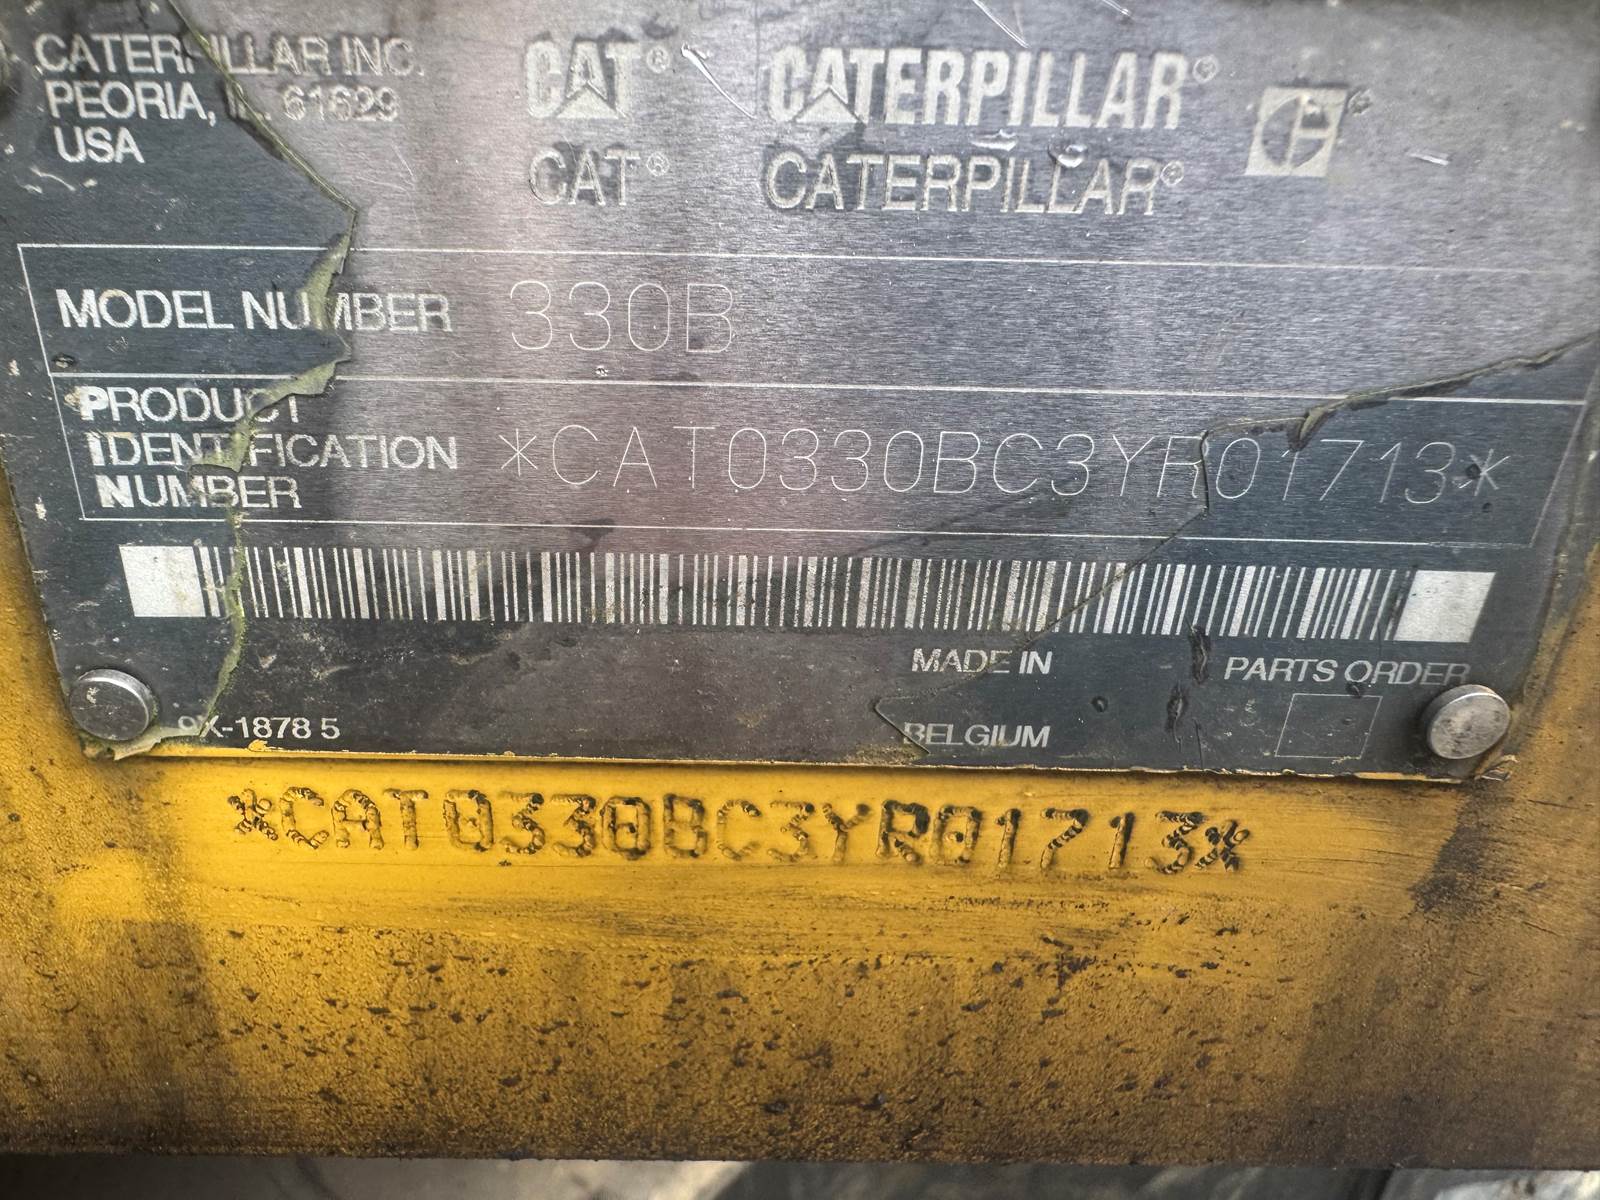 CATERPILLAR INC.
PEORIA, IL 61629
USA
CAT® CATERPILLAR®
CAT® CATERPILLAR®
MODEL NUMBER 330B
PRODUCT
IDENTIFICATION
NUMBER
*CAT0330BC3YR01713*
MADE IN
BELGIUM
PARTS ORDER
9X-1878 5
*CAT0330BC3YR01713*